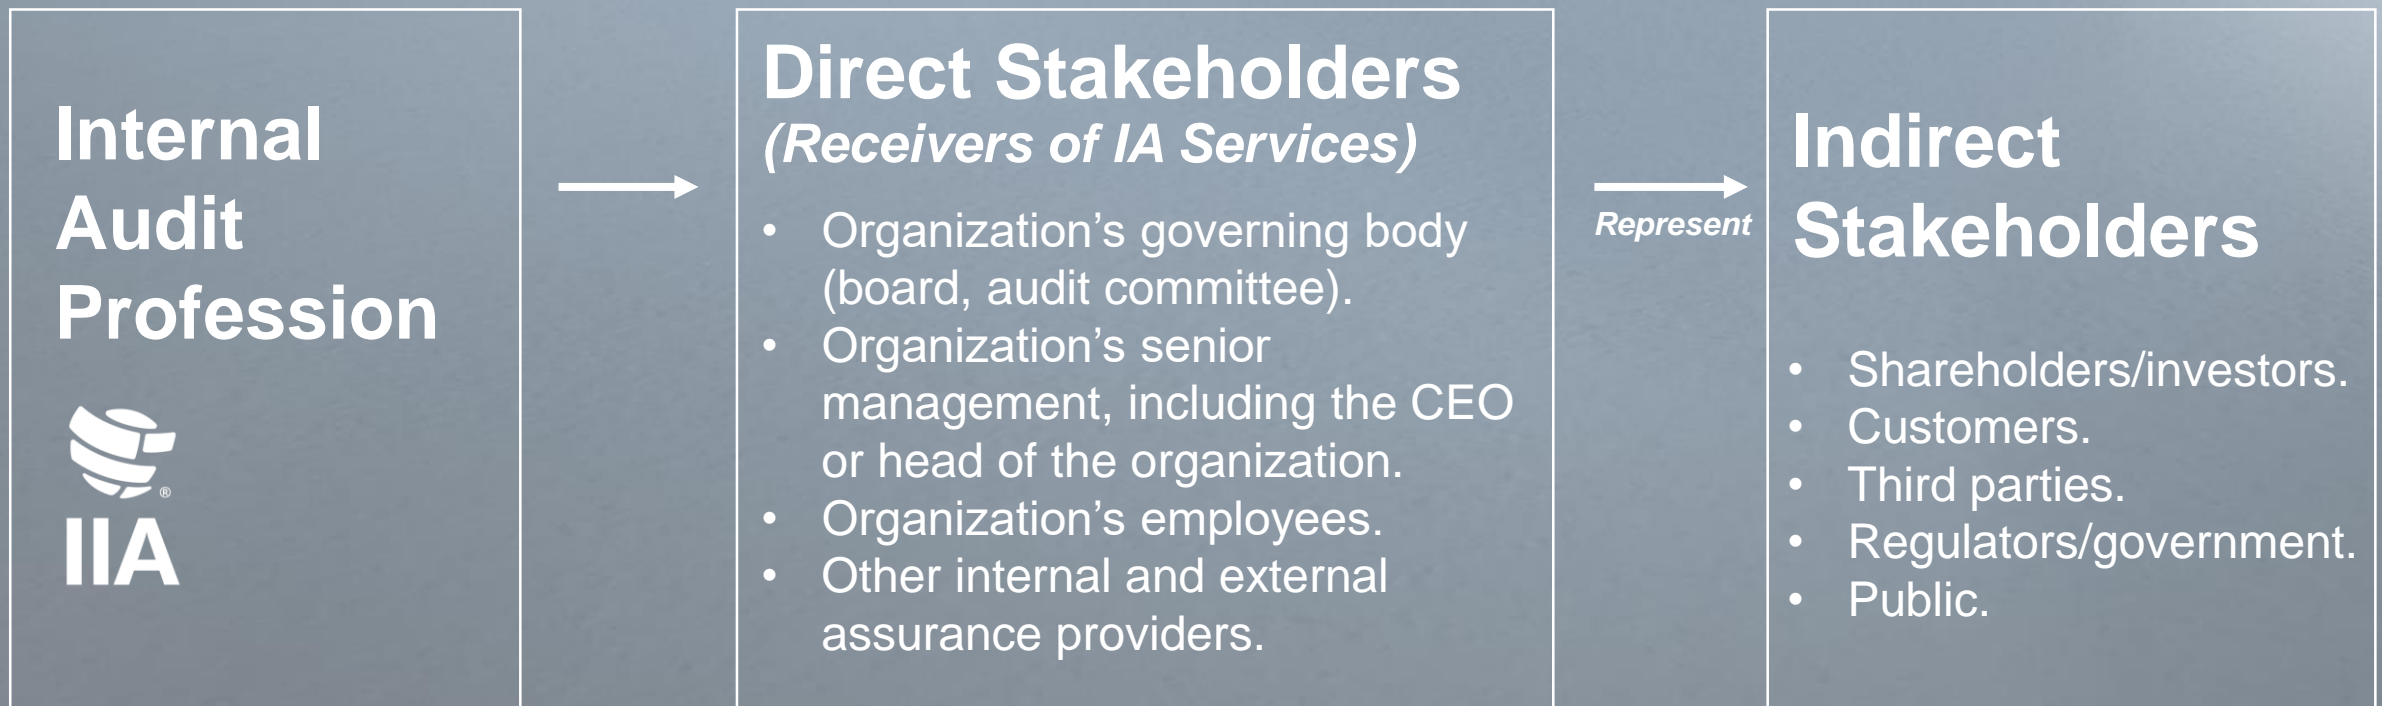 Internal
Audit
Profession
®
IIA
Direct Stakeholders
(Receivers of IA Services)
• Organization’s governing body
(board, audit committee).
• Organization’s senior
management, including the CEO
or head of the organization.
• Organization’s employees.
• Other internal and external
assurance providers.
Represent
Indirect
Stakeholders
• Shareholders/investors.
• Customers.
• Third parties.
• Regulators/government.
• Public.